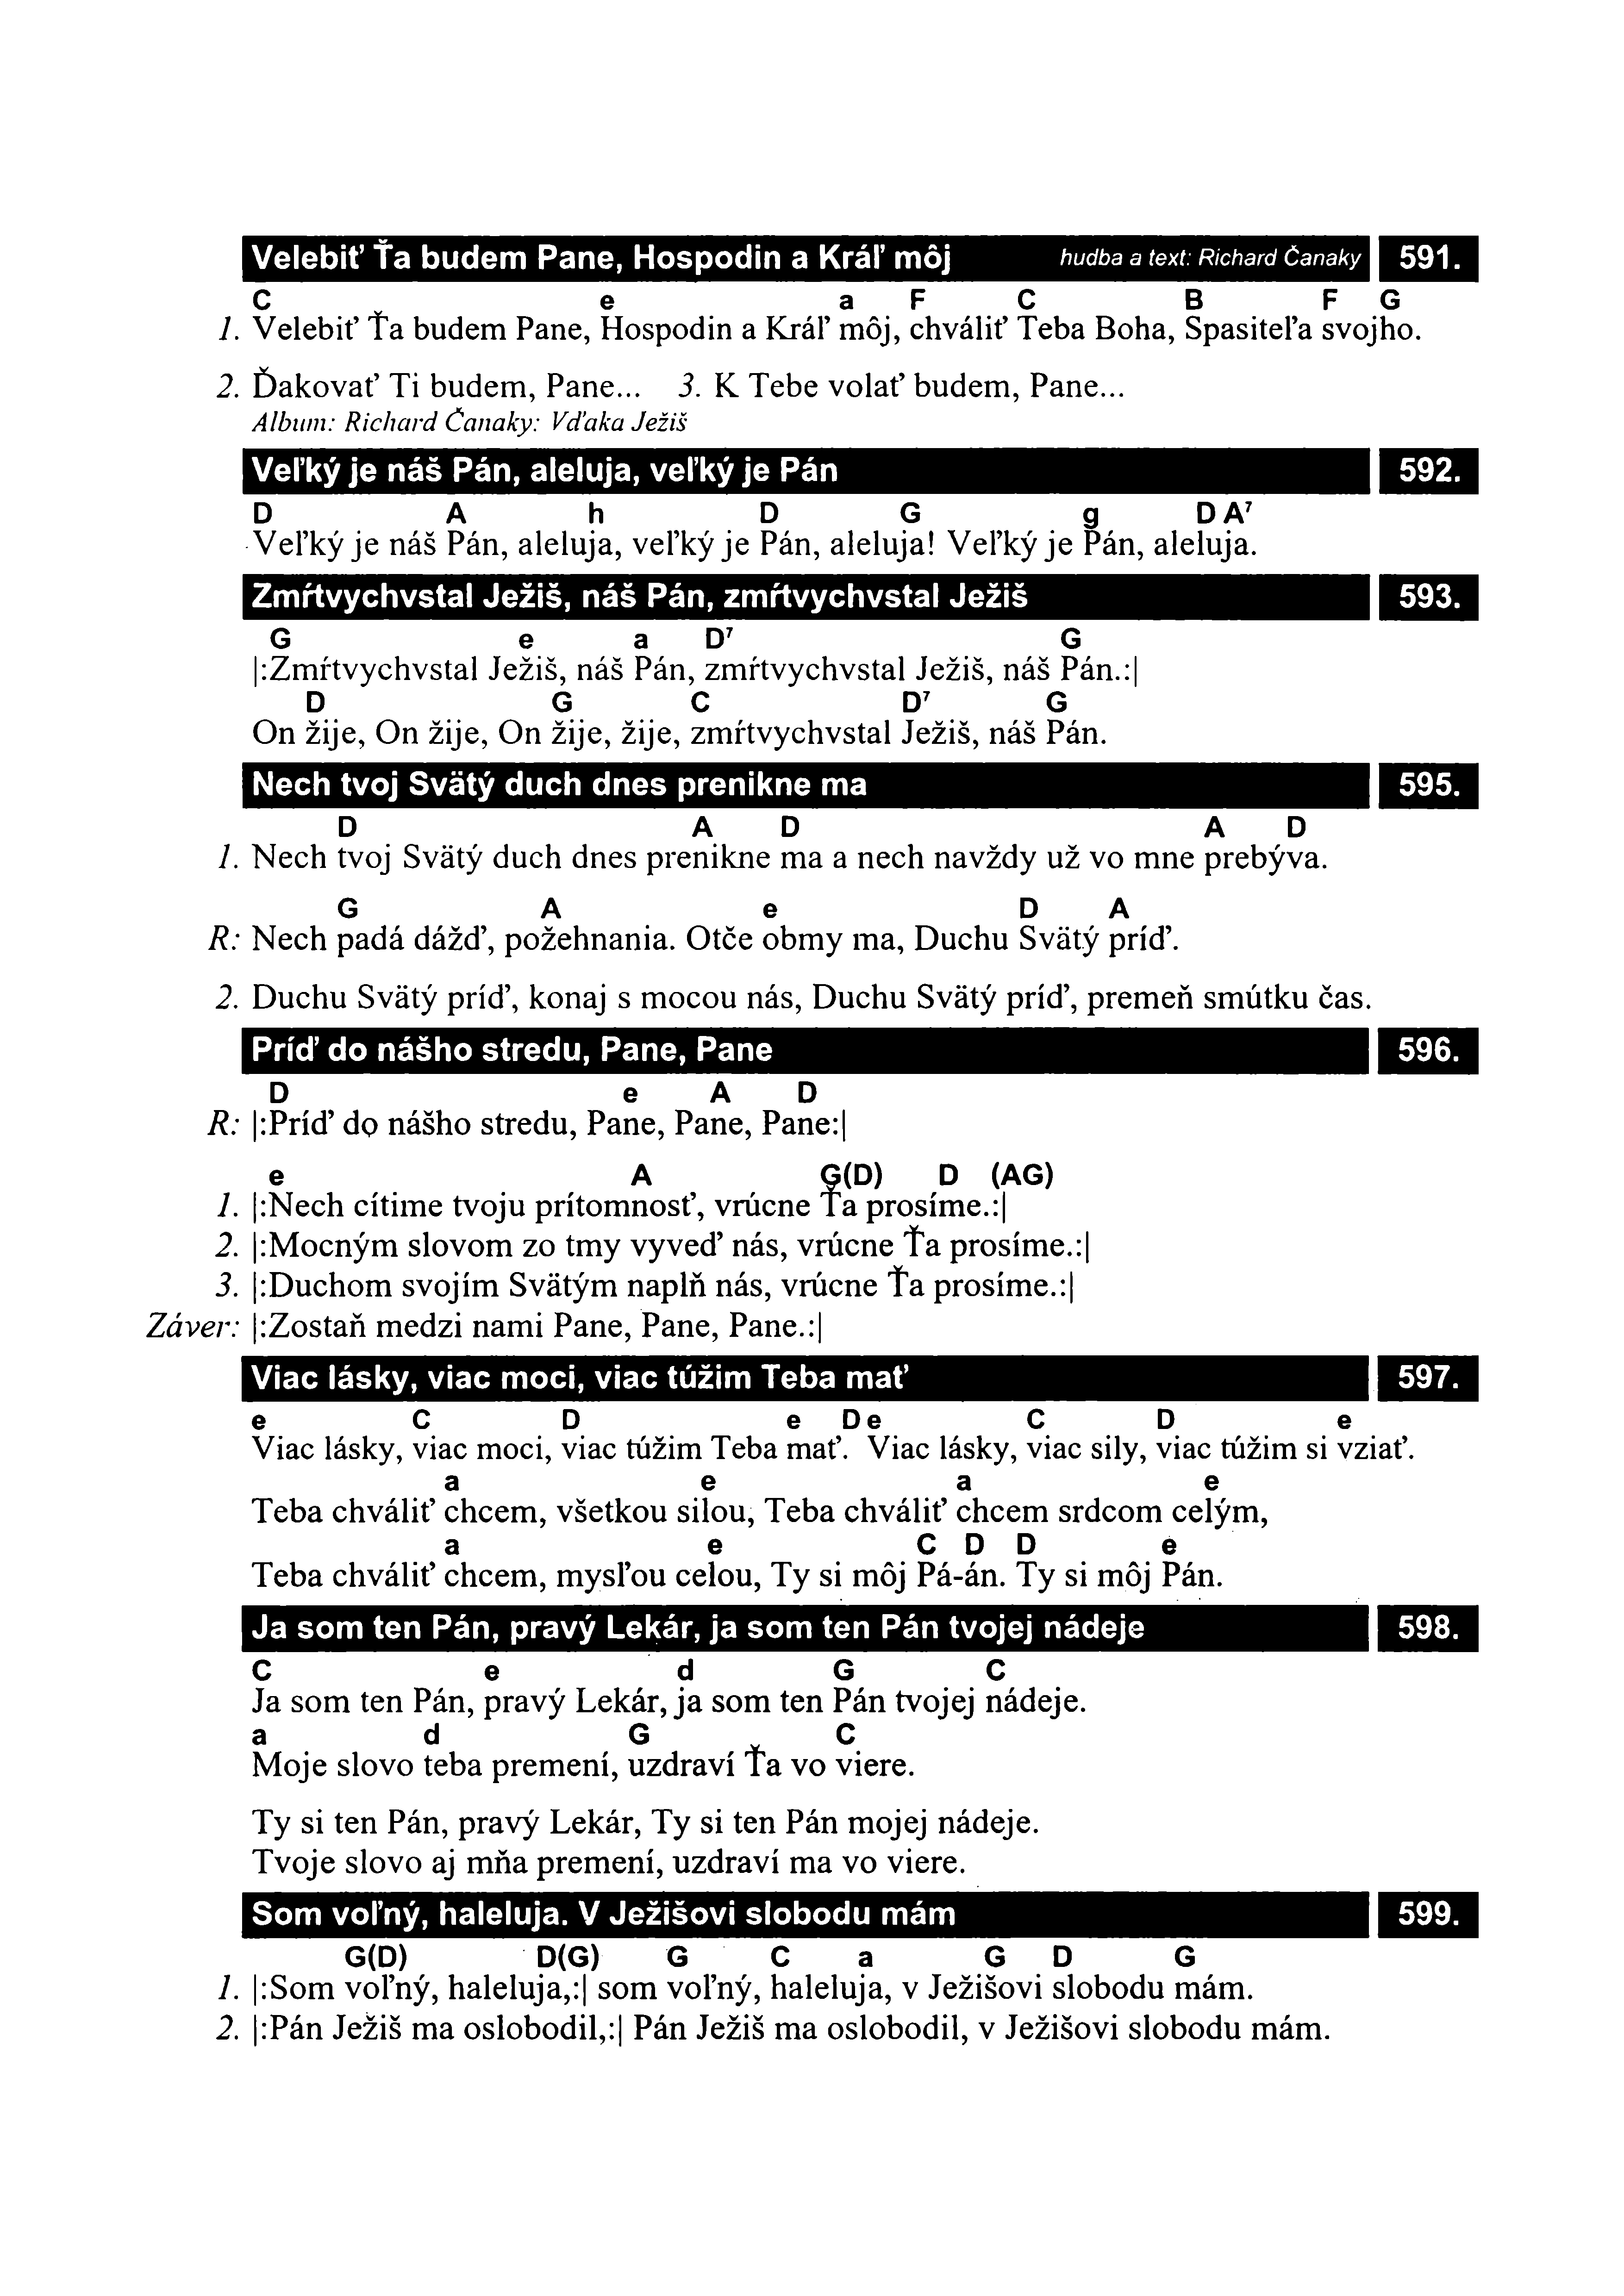 Velebiť Ťa budem Pane, Hospodin a Kráľ môj hudba a text: Richard Čanaky 591.
C e a F C B F G
1. Velebiť Ťa budem Pane, Hospodin a Kráľ môj, chváliť Teba Boha, Spasiteľa svojho.
2. Ďakovať Ti budem, Pane... 3. K Tebe volať budem, Pane...
Album: Richard Čanaky: Vďaka Ježiš
Veľký je náš Pán, aleluja, veľký je Pán 592.
D A h D G g D A⁷
Veľký je náš Pán, aleluja, veľký je Pán, aleluja! Veľký je Pán, aleluja.
Zmŕtvychvstal Ježiš, náš Pán, zmŕtvychvstal Ježiš 593.
G e a D⁷ G
|:Zmŕtvychvstal Ježiš, náš Pán, zmŕtvychvstal Ježiš, náš Pán.:|
D G C D⁷ G
On žije, On žije, On žije, žije, zmŕtvychvstal Ježiš, náš Pán.
Nech tvoj Svätý duch dnes prenikne ma 595.
D A D A D
1. Nech tvoj Svätý duch dnes prenikne ma a nech navždy už vo mne prebýva.
G A e D A
R: Nech padá dážď, požehnania. Otče obmy ma, Duchu Svätý príď.
2. Duchu Svätý príď, konaj s mocou nás, Duchu Svätý príď, premeň smútku čas.
Príď do nášho stredu, Pane, Pane 596.
D e A D
R: |:Príď do nášho stredu, Pane, Pane, Pane:|
e A G(D) D (AG)
1. |:Nech cítime tvoju prítomnosť, vrúcne Ťa prosíme.:|
2. |:Mocným slovom zo tmy vyveď nás, vrúcne Ťa prosíme.:|
3. |:Duchom svojím Svätým naplň nás, vrúcne Ťa prosíme.:|
Záver: |:Zostaň medzi nami Pane, Pane, Pane.:|
Viac lásky, viac moci, viac túžim Teba mať 597.
e C D e D e C D e
Viac lásky, viac moci, viac túžim Teba mať. Viac lásky, viac sily, viac túžim si vziať.
a e a e
Teba chváliť chcem, všetkou silou, Teba chváliť chcem srdcom celým,
a e C D D e
Teba chváliť chcem, mysľou celou, Ty si môj Pá-án. Ty si môj Pán.
Ja som ten Pán, pravý Lekár, ja som ten Pán tvojej nádeje 598.
C e d G C
Ja som ten Pán, pravý Lekár, ja som ten Pán tvojej nádeje.
a d G C
Moje slovo teba premení, uzdraví Ťa vo viere.
Ty si ten Pán, pravý Lekár, Ty si ten Pán mojej nádeje.
Tvoje slovo aj mňa premení, uzdraví ma vo viere.
Som voľný, haleluja. V Ježišovi slobodu mám 599.
G(D) D(G) G C a G D G
1. |:Som voľný, haleluja,:| som voľný, haleluja, v Ježišovi slobodu mám.
2. |:Pán Ježiš ma oslobodil,:| Pán Ježiš ma oslobodil, v Ježišovi slobodu mám.